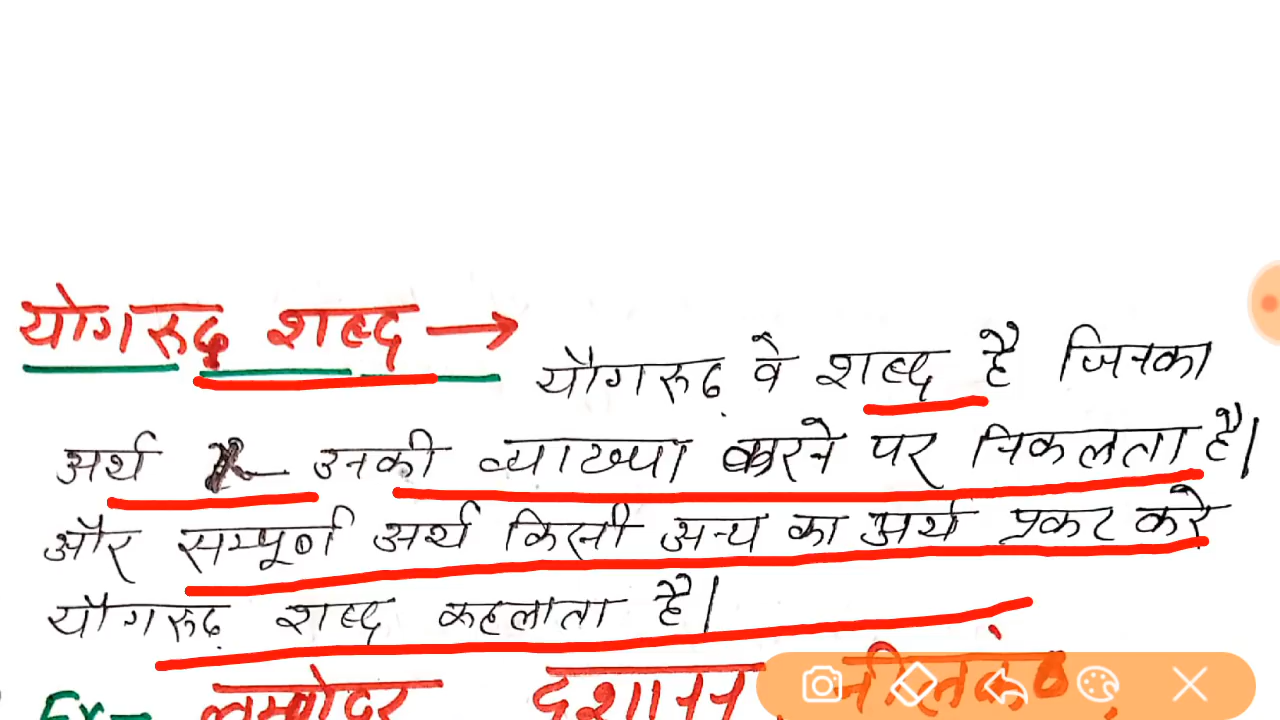 योगरुढ शब्द →
यौगरुढ़ वे शब्द है जिनका
अर्थ उनकी व्याख्या करने पर निकलता है।
और सम्पूर्ण अर्थ किसी अन्य का अर्थ प्रकट करे
यौगरुढ़ शब्द कहलाता है।
Ex- लम्बोदर दशानन नीलकंठ